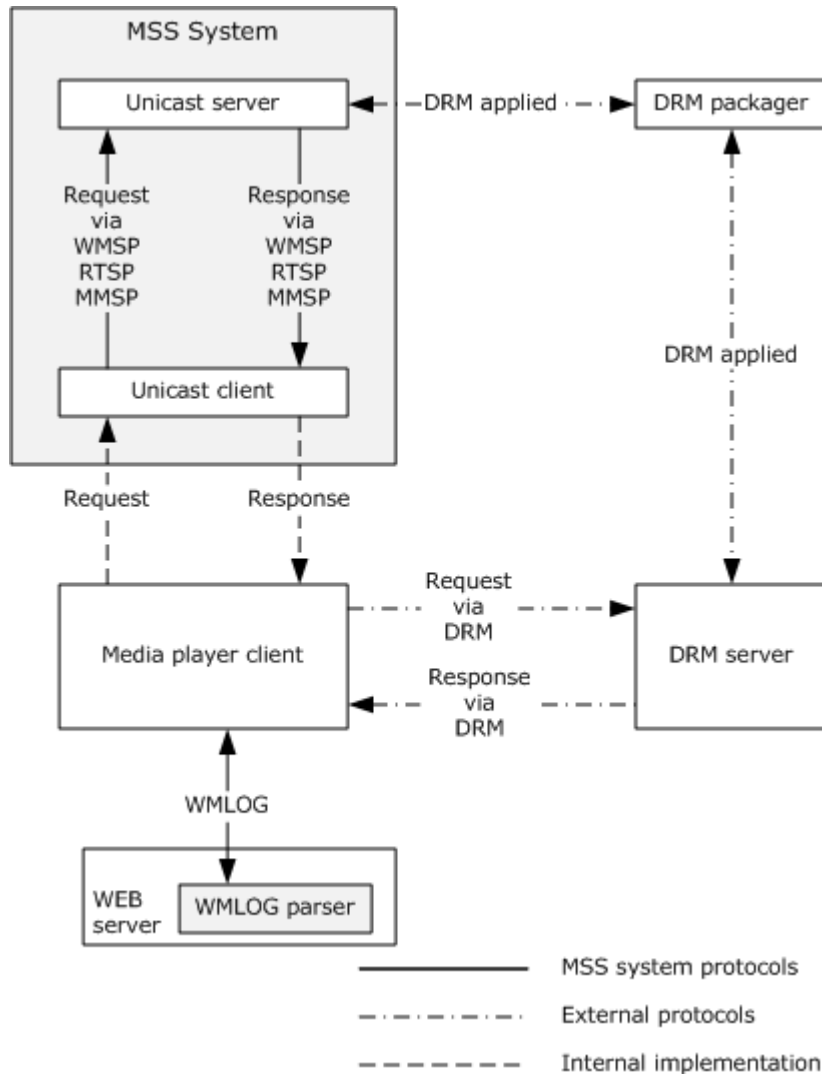 MSS System
Unicast server
DRM applied
DRM packager
Request
via
WMSP
RTSP
MMSP
Response
via
WMSP
RTSP
MMSP
DRM applied
Unicast client
Request
Response
Media player client
Request
via
DRM
Response
via
DRM
DRM server
WMLOG
WEB
server
WMLOG parser
MSS system protocols
External protocols
Internal implementation